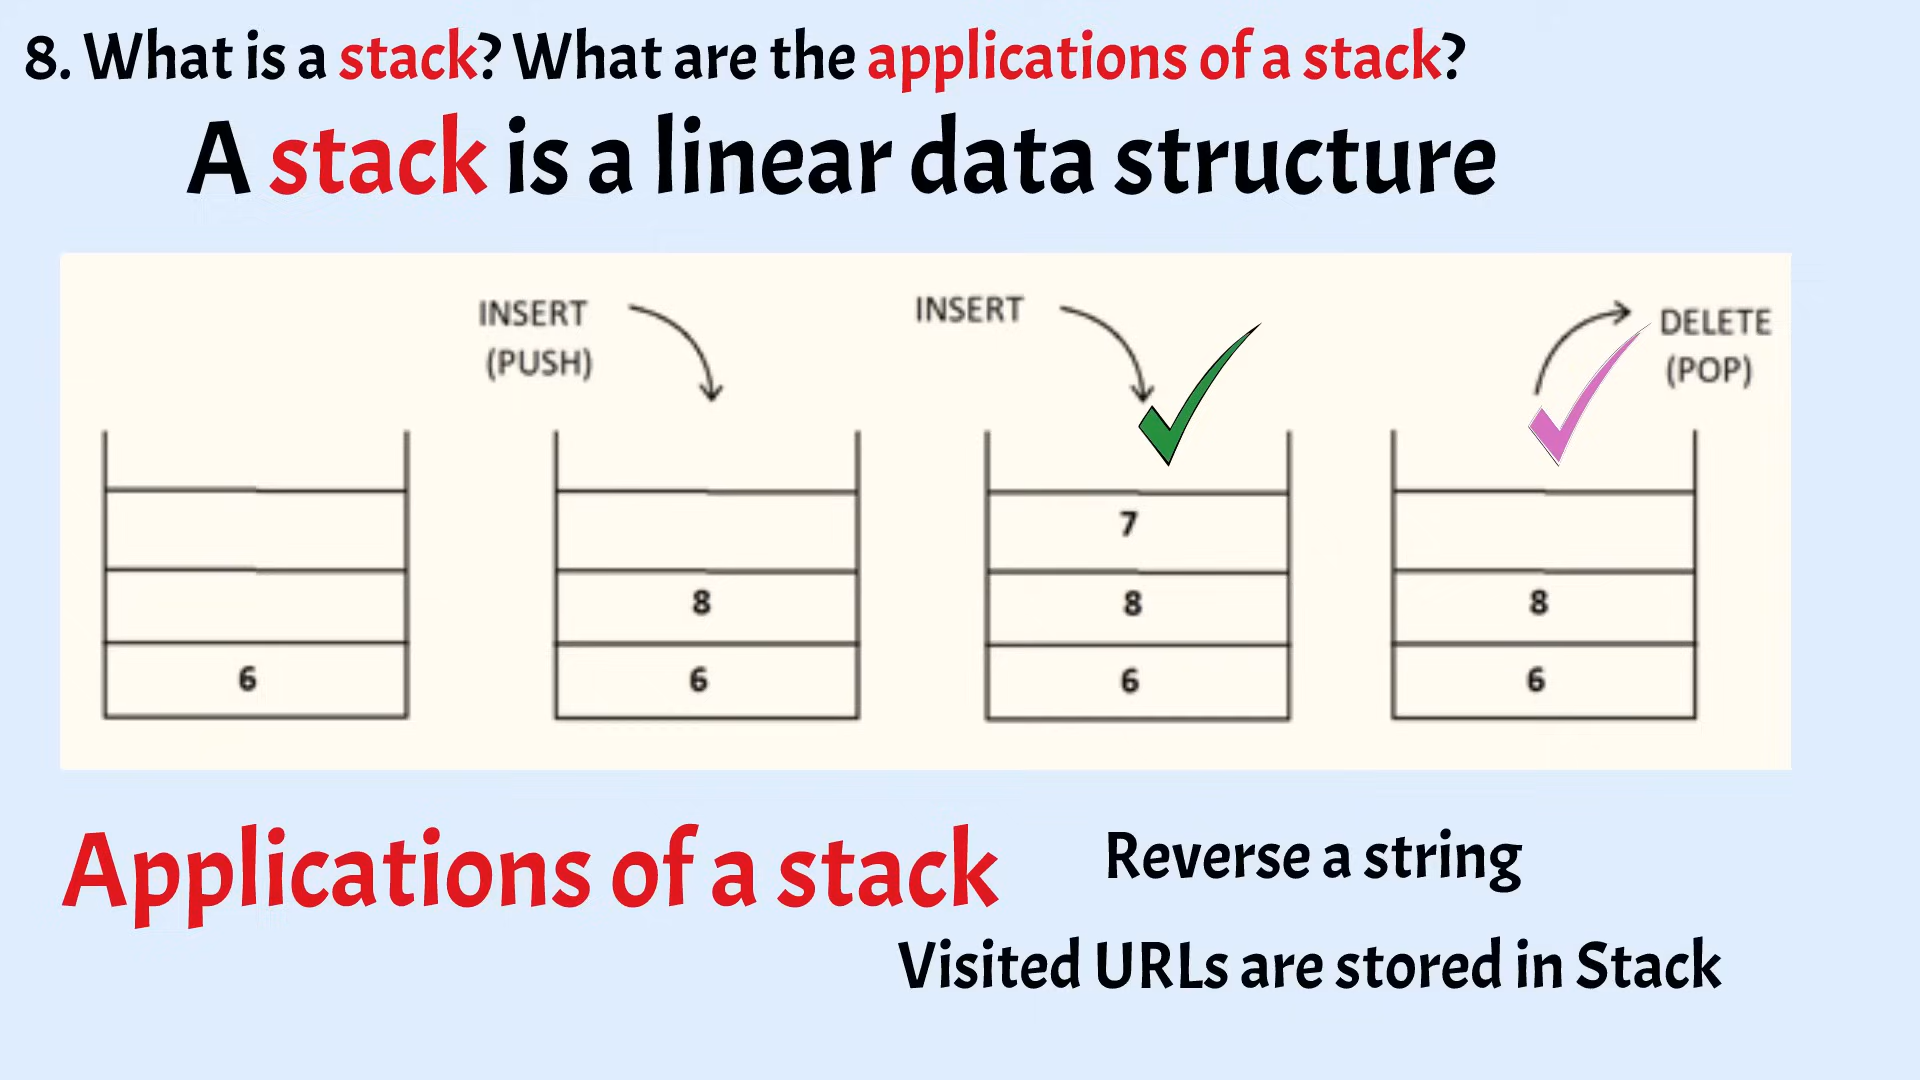 8. What is a stack? What are the applications of a stack?
A stack is a linear data structure
INSERT
(PUSH)
INSERT
DELETE
(POP)
6
8
6
7
8
6
8
6
Applications of a stack
Reverse a string
Visited URLs are stored in Stack